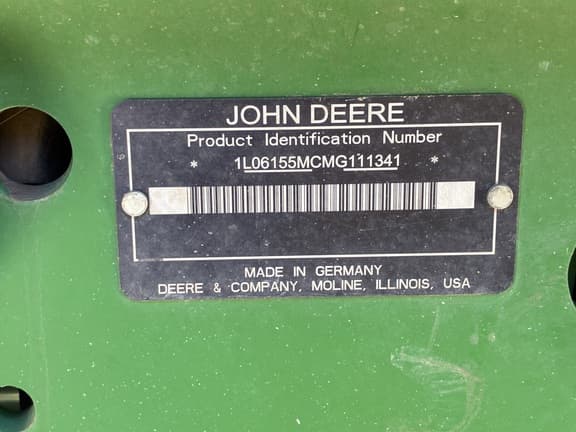 JOHN DEERE
Product Identification Number
* 1L06155MCMG111341 *
MADE IN GERMANY
DEERE & COMPANY, MOLINE, ILLINOIS, USA